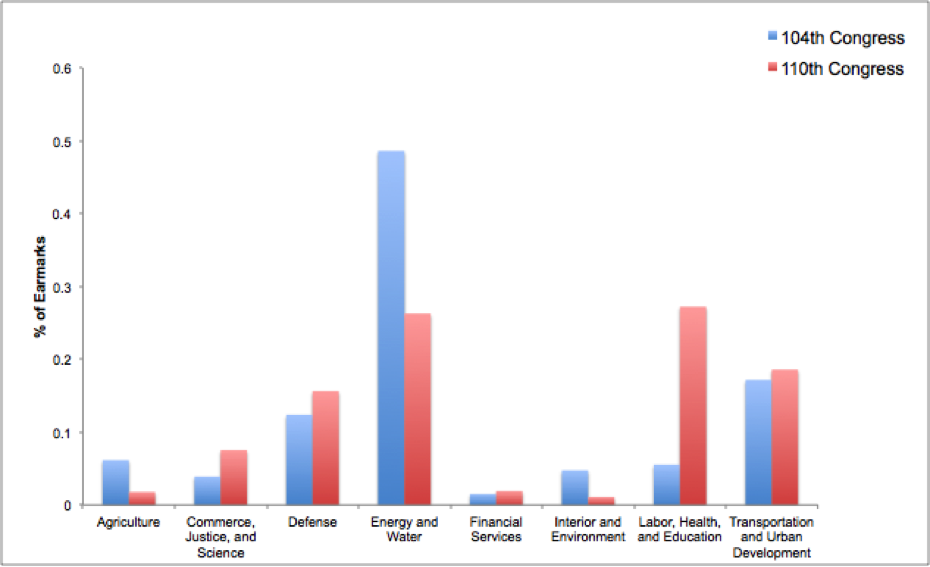 104th Congress
110th Congress
0.6
0.5
0.4
0.3
0.2
0.1
0
% of Earmarks
Agriculture
Commerce,
Justice, and
Science
Defense
Energy and
Water
Financial
Services
Interior and
Environment
Labor, Health,
and Education
Transportation
and Urban
Development